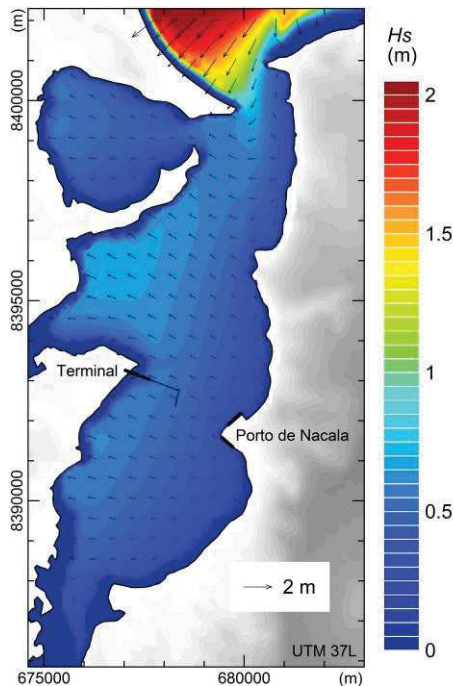 (m)
8400000
8395000
8390000
675000
680000
(m)
Terminal
Porto de Nacala
2 m
UTM 37L
Hs
(m)
2
1.5
1
0.5
0